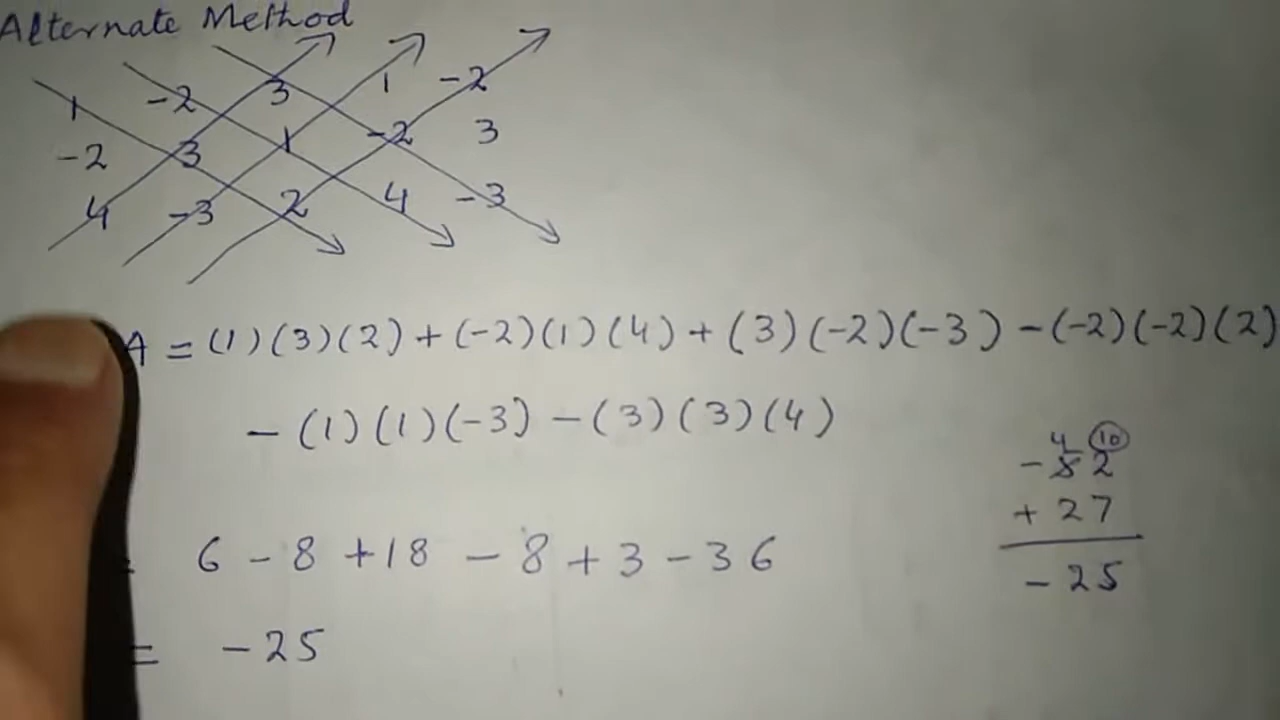 Alternate Method
1 -2 3 1 -2
-2 3 1 -2 3
4 -3 2 4 -3
A = (1)(3)(2) + (-2)(1)(4) + (3)(-2)(-3) - (-2)(-2)(2)
- (1)(1)(-3) - (3)(3)(4)
4 10
- 5 2
+ 27
- 25
= 6 - 8 + 18 - 8 + 3 - 36
= -25